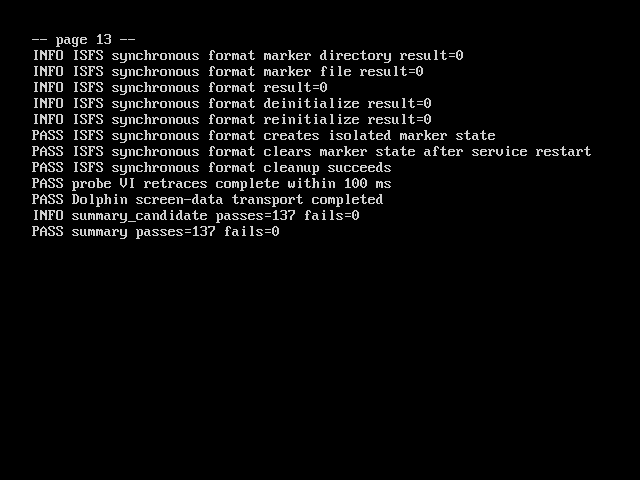 -- page 13 --
INFO ISFS synchronous format marker directory result=0
INFO ISFS synchronous format marker file result=0
INFO ISFS synchronous format result=0
INFO ISFS synchronous format deinitialize result=0
INFO ISFS synchronous format reinitialize result=0
PASS ISFS synchronous format creates isolated marker state
PASS ISFS synchronous format clears marker state after service restart
PASS ISFS synchronous format cleanup succeeds
PASS probe VI retraces complete within 100 ms
PASS Dolphin screen-data transport completed
INFO summary_candidate passes=137 fails=0
PASS summary passes=137 fails=0